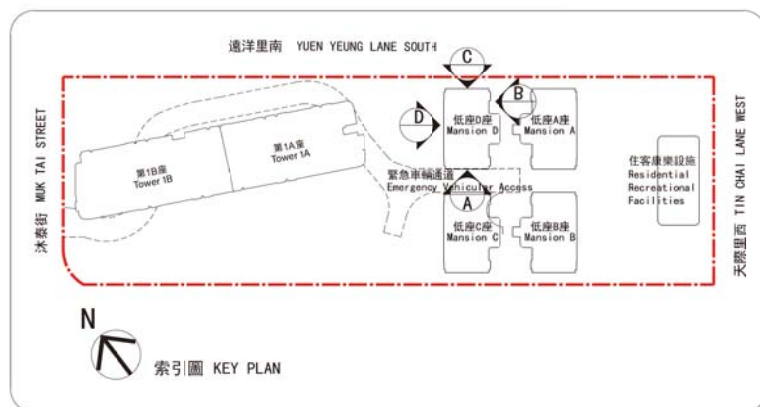 遠洋里南 YUEN YEUNG LANE SOUTH
沐泰街 MUK TAI STREET
第1B座
Tower 1B
第1A座
Tower 1A
C
B
D
A
低座D座
Mansion D
低座A座
Mansion A
緊急車輛通道
Emergency Vehicular Access
低座C座
Mansion C
低座B座
Mansion B
住客康樂設施
Residential
Recreational
Facilities
天際里西 TIN CHAI LANE WEST
N
索引圖 KEY PLAN